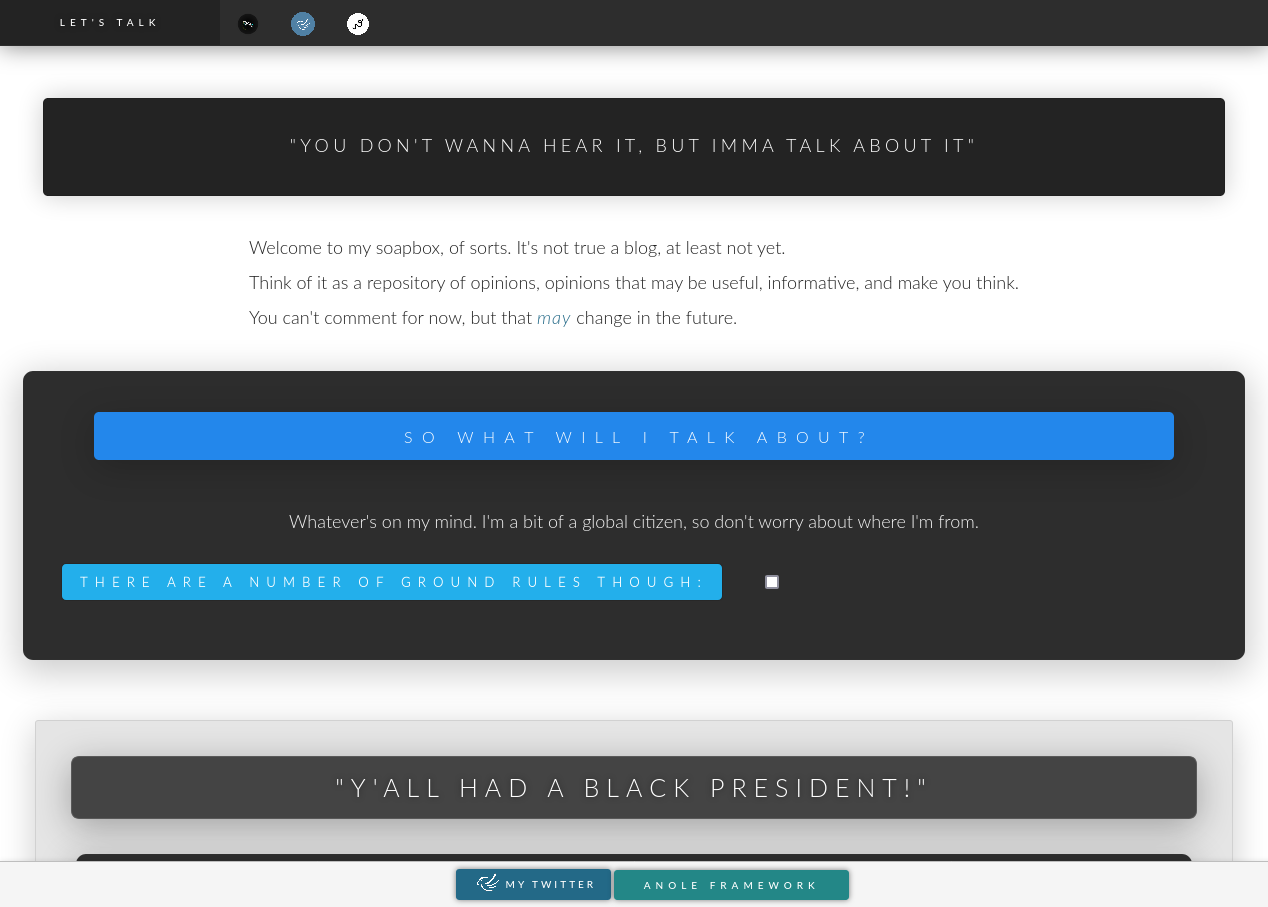 LET'S TALK
"YOU DON'T WANNA HEAR IT, BUT IMMA TALK ABOUT IT"
Welcome to my soapbox, of sorts. It's not true a blog, at least not yet.
Think of it as a repository of opinions, opinions that may be useful, informative, and make you think.
You can't comment for now, but that may change in the future.
SO WHAT WILL I TALK ABOUT?
Whatever's on my mind. I'm a bit of a global citizen, so don't worry about where I'm from.
THERE ARE A NUMBER OF GROUND RULES THOUGH:
"Y'ALL HAD A BLACK PRESIDENT!"
MY TWITTER ANOLE FRAMEWORK